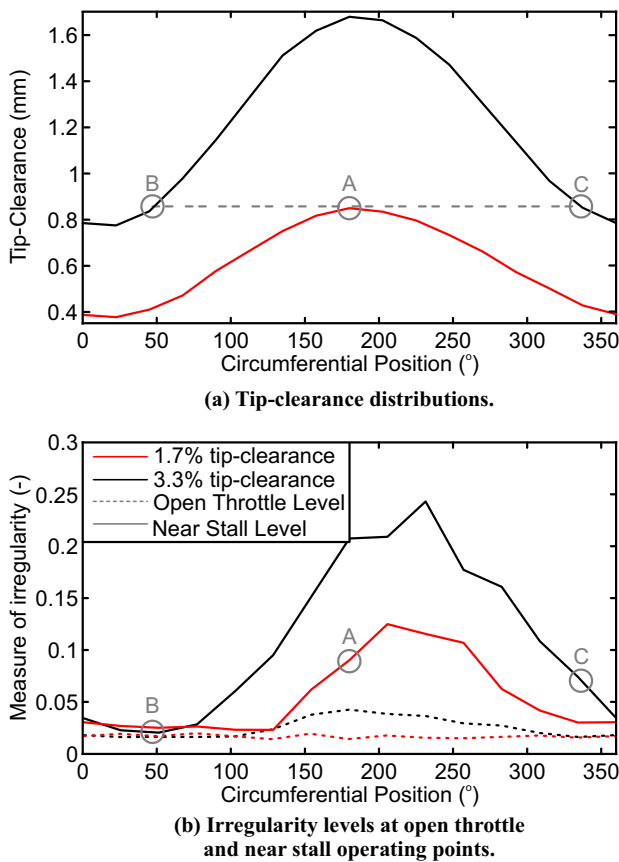 1.6
1.4
1.2
1
0.8
0.6
0.4
Tip-Clearance (mm)
B
A
C
0 50 100 150 200 250 300 350
Circumferential Position (°)
(a) Tip-clearance distributions.
0.3
0.25
0.2
0.15
0.1
0.05
0
Measure of irregularity (-)
1.7% tip-clearance
3.3% tip-clearance
Open Throttle Level
Near Stall Level
A
B
C
0 50 100 150 200 250 300 350
Circumferential Position (°)
(b) Irregularity levels at open throttle
and near stall operating points.